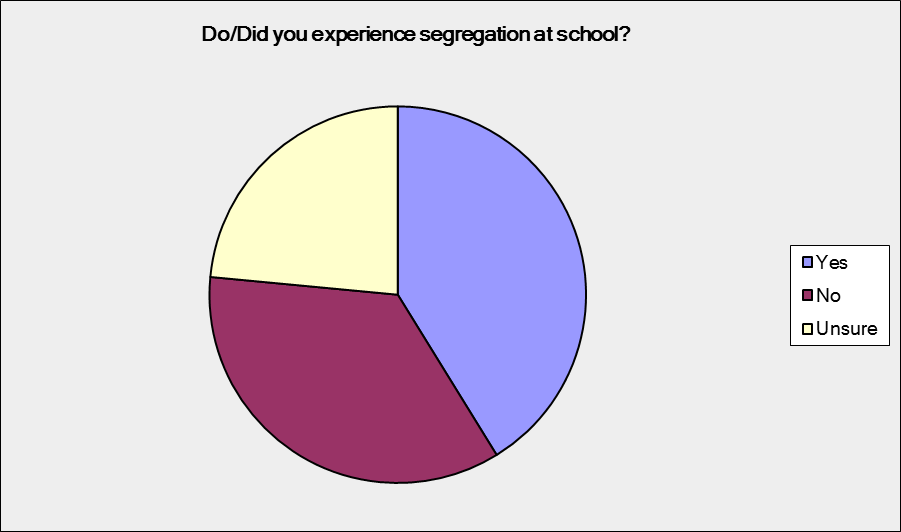 Do/Did you experience segregation at school?
Yes
No
Unsure